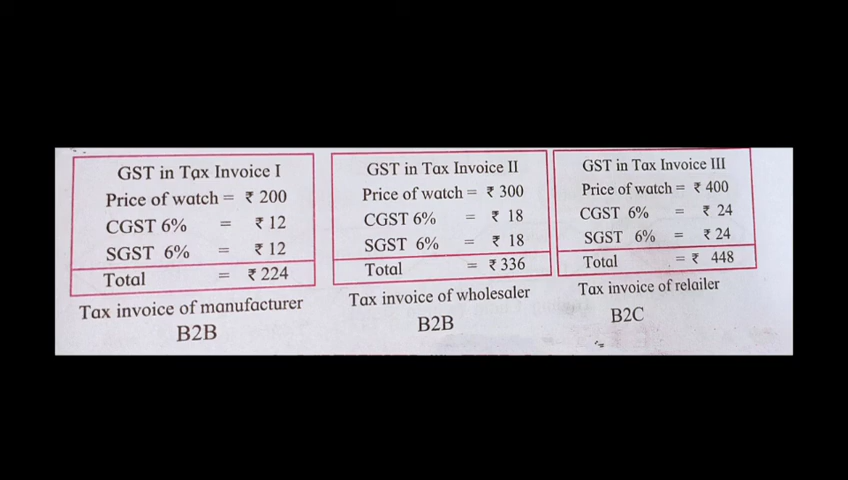 GST in Tax Invoice I
Price of watch = ₹ 200
CGST 6% = ₹ 12
SGST 6% = ₹ 12
Total = ₹ 224
Tax invoice of manufacturer
B2B
GST in Tax Invoice II
Price of watch = ₹ 300
CGST 6% = ₹ 18
SGST 6% = ₹ 18
Total = ₹ 336
Tax invoice of wholesaler
B2B
GST in Tax Invoice III
Price of watch = ₹ 400
CGST 6% = ₹ 24
SGST 6% = ₹ 24
Total = ₹ 448
Tax invoice of relailer
B2C